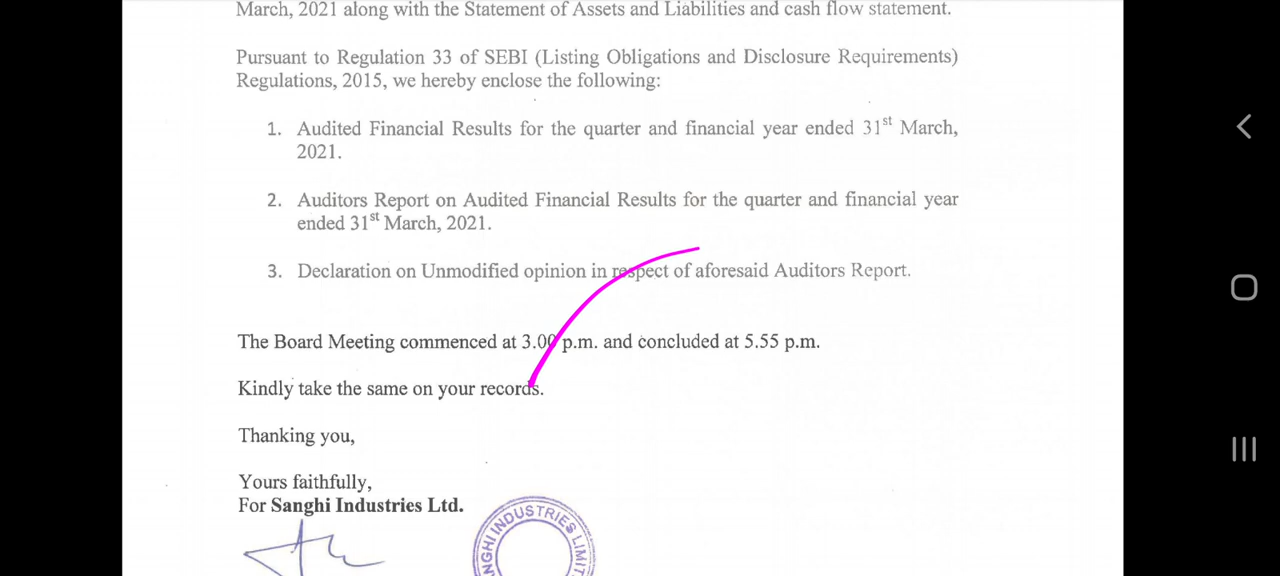 March, 2021 along with the Statement of Assets and Liabilities and cash flow statement.
Pursuant to Regulation 33 of SEBI (Listing Obligations and Disclosure Requirements)
Regulations, 2015, we hereby enclose the following:
1. Audited Financial Results for the quarter and financial year ended 31st March,
2021.
2. Auditors Report on Audited Financial Results for the quarter and financial year
ended 31st March, 2021.
3. Declaration on Unmodified opinion in respect of aforesaid Auditors Report.
The Board Meeting commenced at 3.00 p.m. and concluded at 5.55 p.m.
Kindly take the same on your records.
Thanking you,
Yours faithfully,
For Sanghi Industries Ltd.
INDUSTRIES